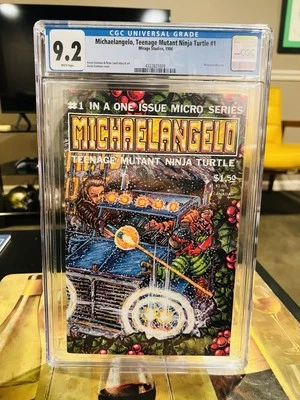 CGC UNIVERSAL GRADE
9.2
Michaelangelo, Teenage Mutant Ninja Turtle #1
Mirage Studios, 1986
WHITE Pages
CGC
#1 IN A ONE ISSUE MICRO SERIES
MICHAELANGELO
TEENAGE MUTANT NINJA TURTLE
$1.50